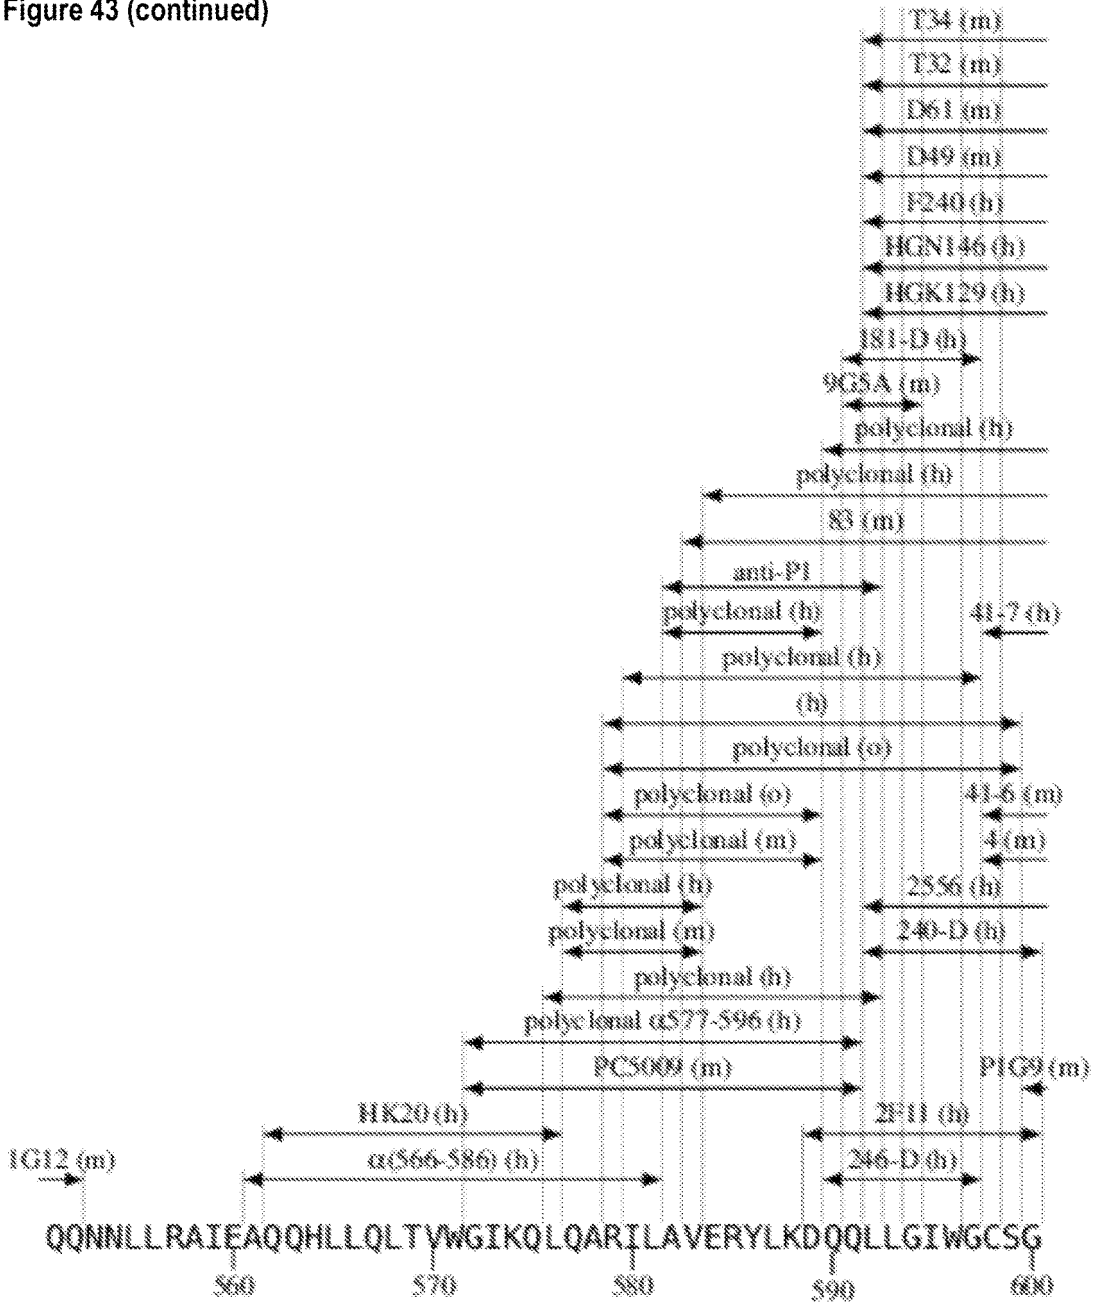 Figure 43 (continued)
T34 (m)
T32 (m)
D61 (m)
D49 (m)
F240 (h)
HGN146 (h)
HGK129 (h)
181-D (h)
9G5A (m)
polyclonal (h)
polyclonal (h)
83 (m)
anti-P1
polyclonal (h) 41-7 (h)
polyclonal (h)
(h)
polyclonal (o)
polyclonal (o) 41-6 (m)
polyclonal (m) 4 (m)
polyclonal (h) 2556 (h)
polyclonal (m) 240-D (h)
polyclonal (h)
polyclonal α577-596 (h)
PC5009 (m) P1G9 (m)
HK20 (h) 2F11 (h)
1G12 (m) α(566-586) (h) 246-D (h)
QQNNLLRAIEAQQHLLQLTVWGIKQLQARILAVERYLKDQQLLGIWGCSG
560 570 580 590 600